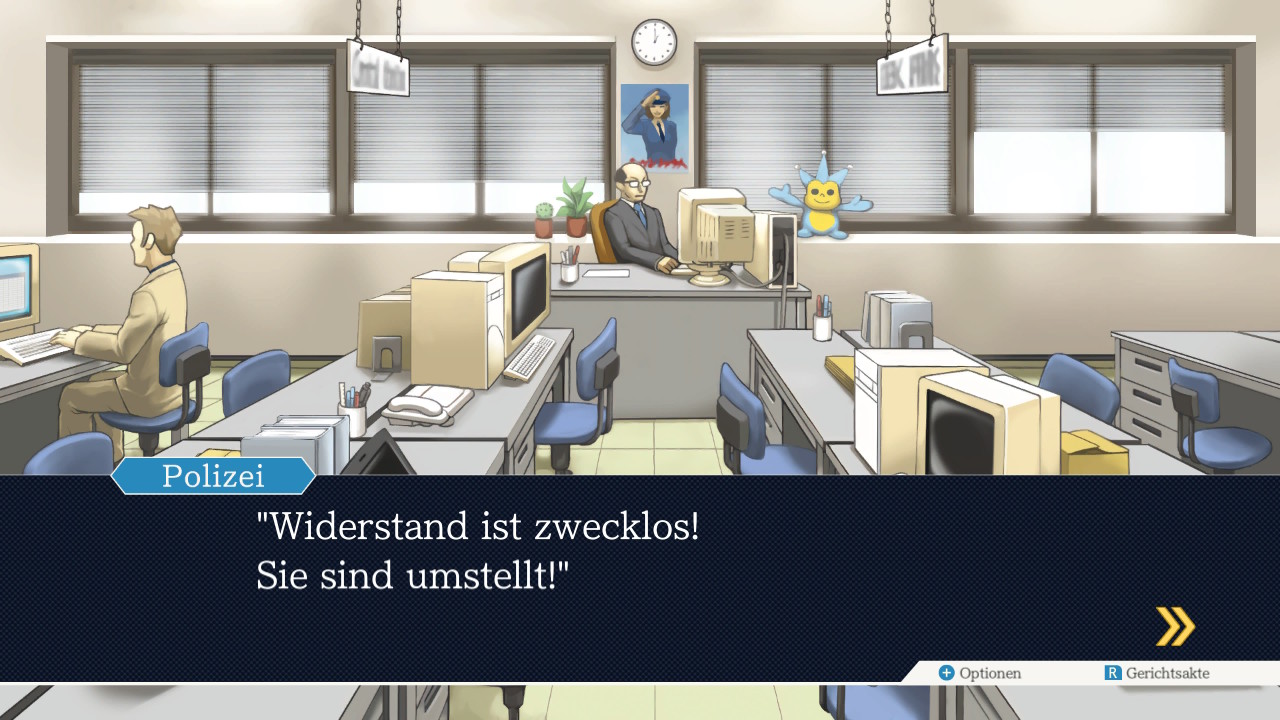 Polizei
"Widerstand ist zwecklos!
Sie sind umstellt!"
+ Optionen
R Gerichtsakte